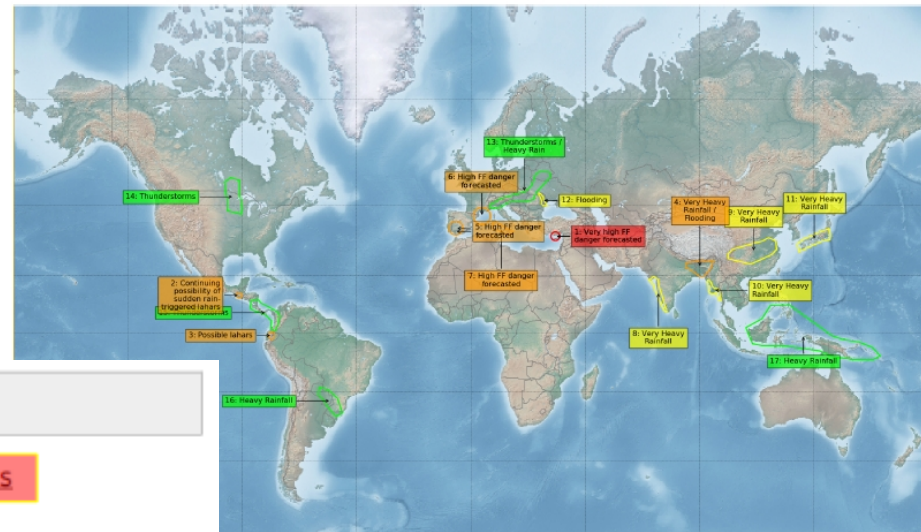 13: Thunderstorms /
Heavy Rain
6: High FF danger
forecasted
14: Thunderstorms
12: Flooding
4: Very Heavy
Rainfall /
Flooding
9: Very Heavy
Rainfall
11: Very Heavy
Rainfall
5: High FF danger
forecasted
1: Very high FF
danger forecasted
7: High FF danger
forecasted
2: Continuing
possibility of
sudden rain-
triggered lahars
10: Very Heavy
Rainfall
3: Possible lahars
8: Very Heavy
Rainfall
17: Heavy Rainfall
16: Heavy Rainfall